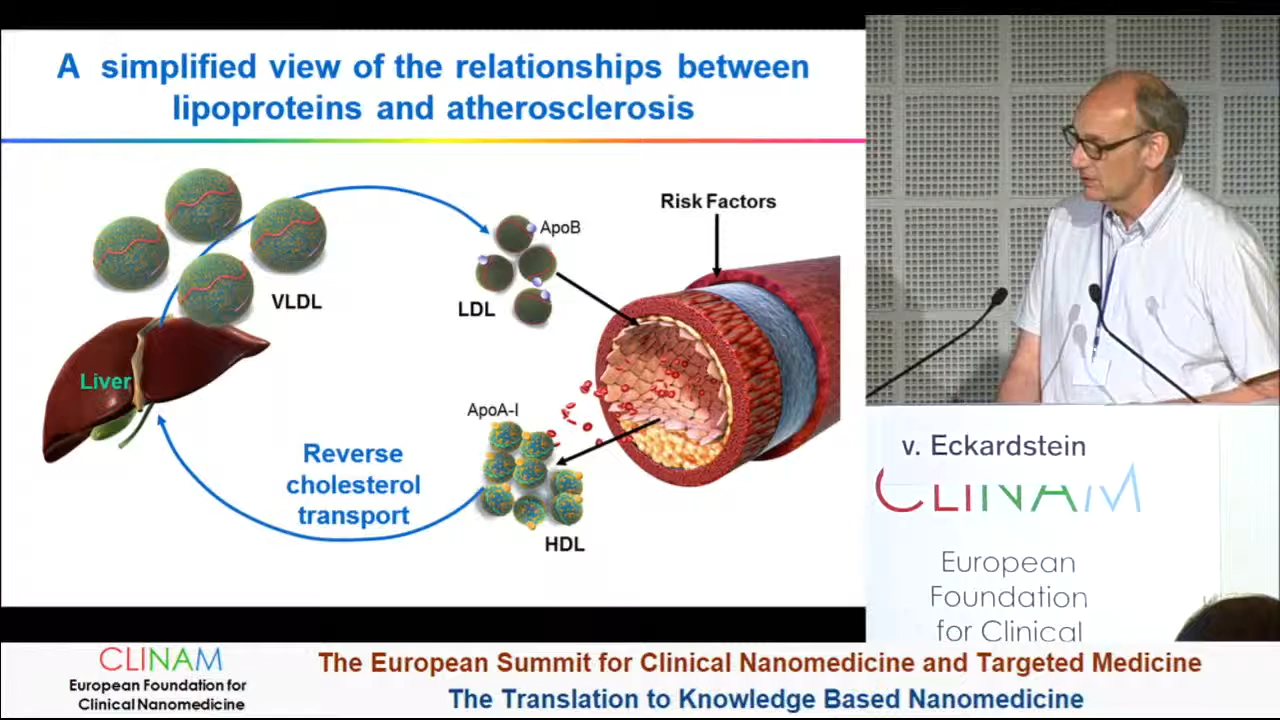 A simplified view of the relationships between
lipoproteins and atherosclerosis
Risk Factors
ApoB
VLDL
LDL
Liver
ApoA-I
Reverse
cholesterol
transport
HDL
v. Eckardstein
CLINAM
European
Foundation
for Clinical
CLINAM
European Foundation for
Clinical Nanomedicine
The European Summit for Clinical Nanomedicine and Targeted Medicine
The Translation to Knowledge Based Nanomedicine